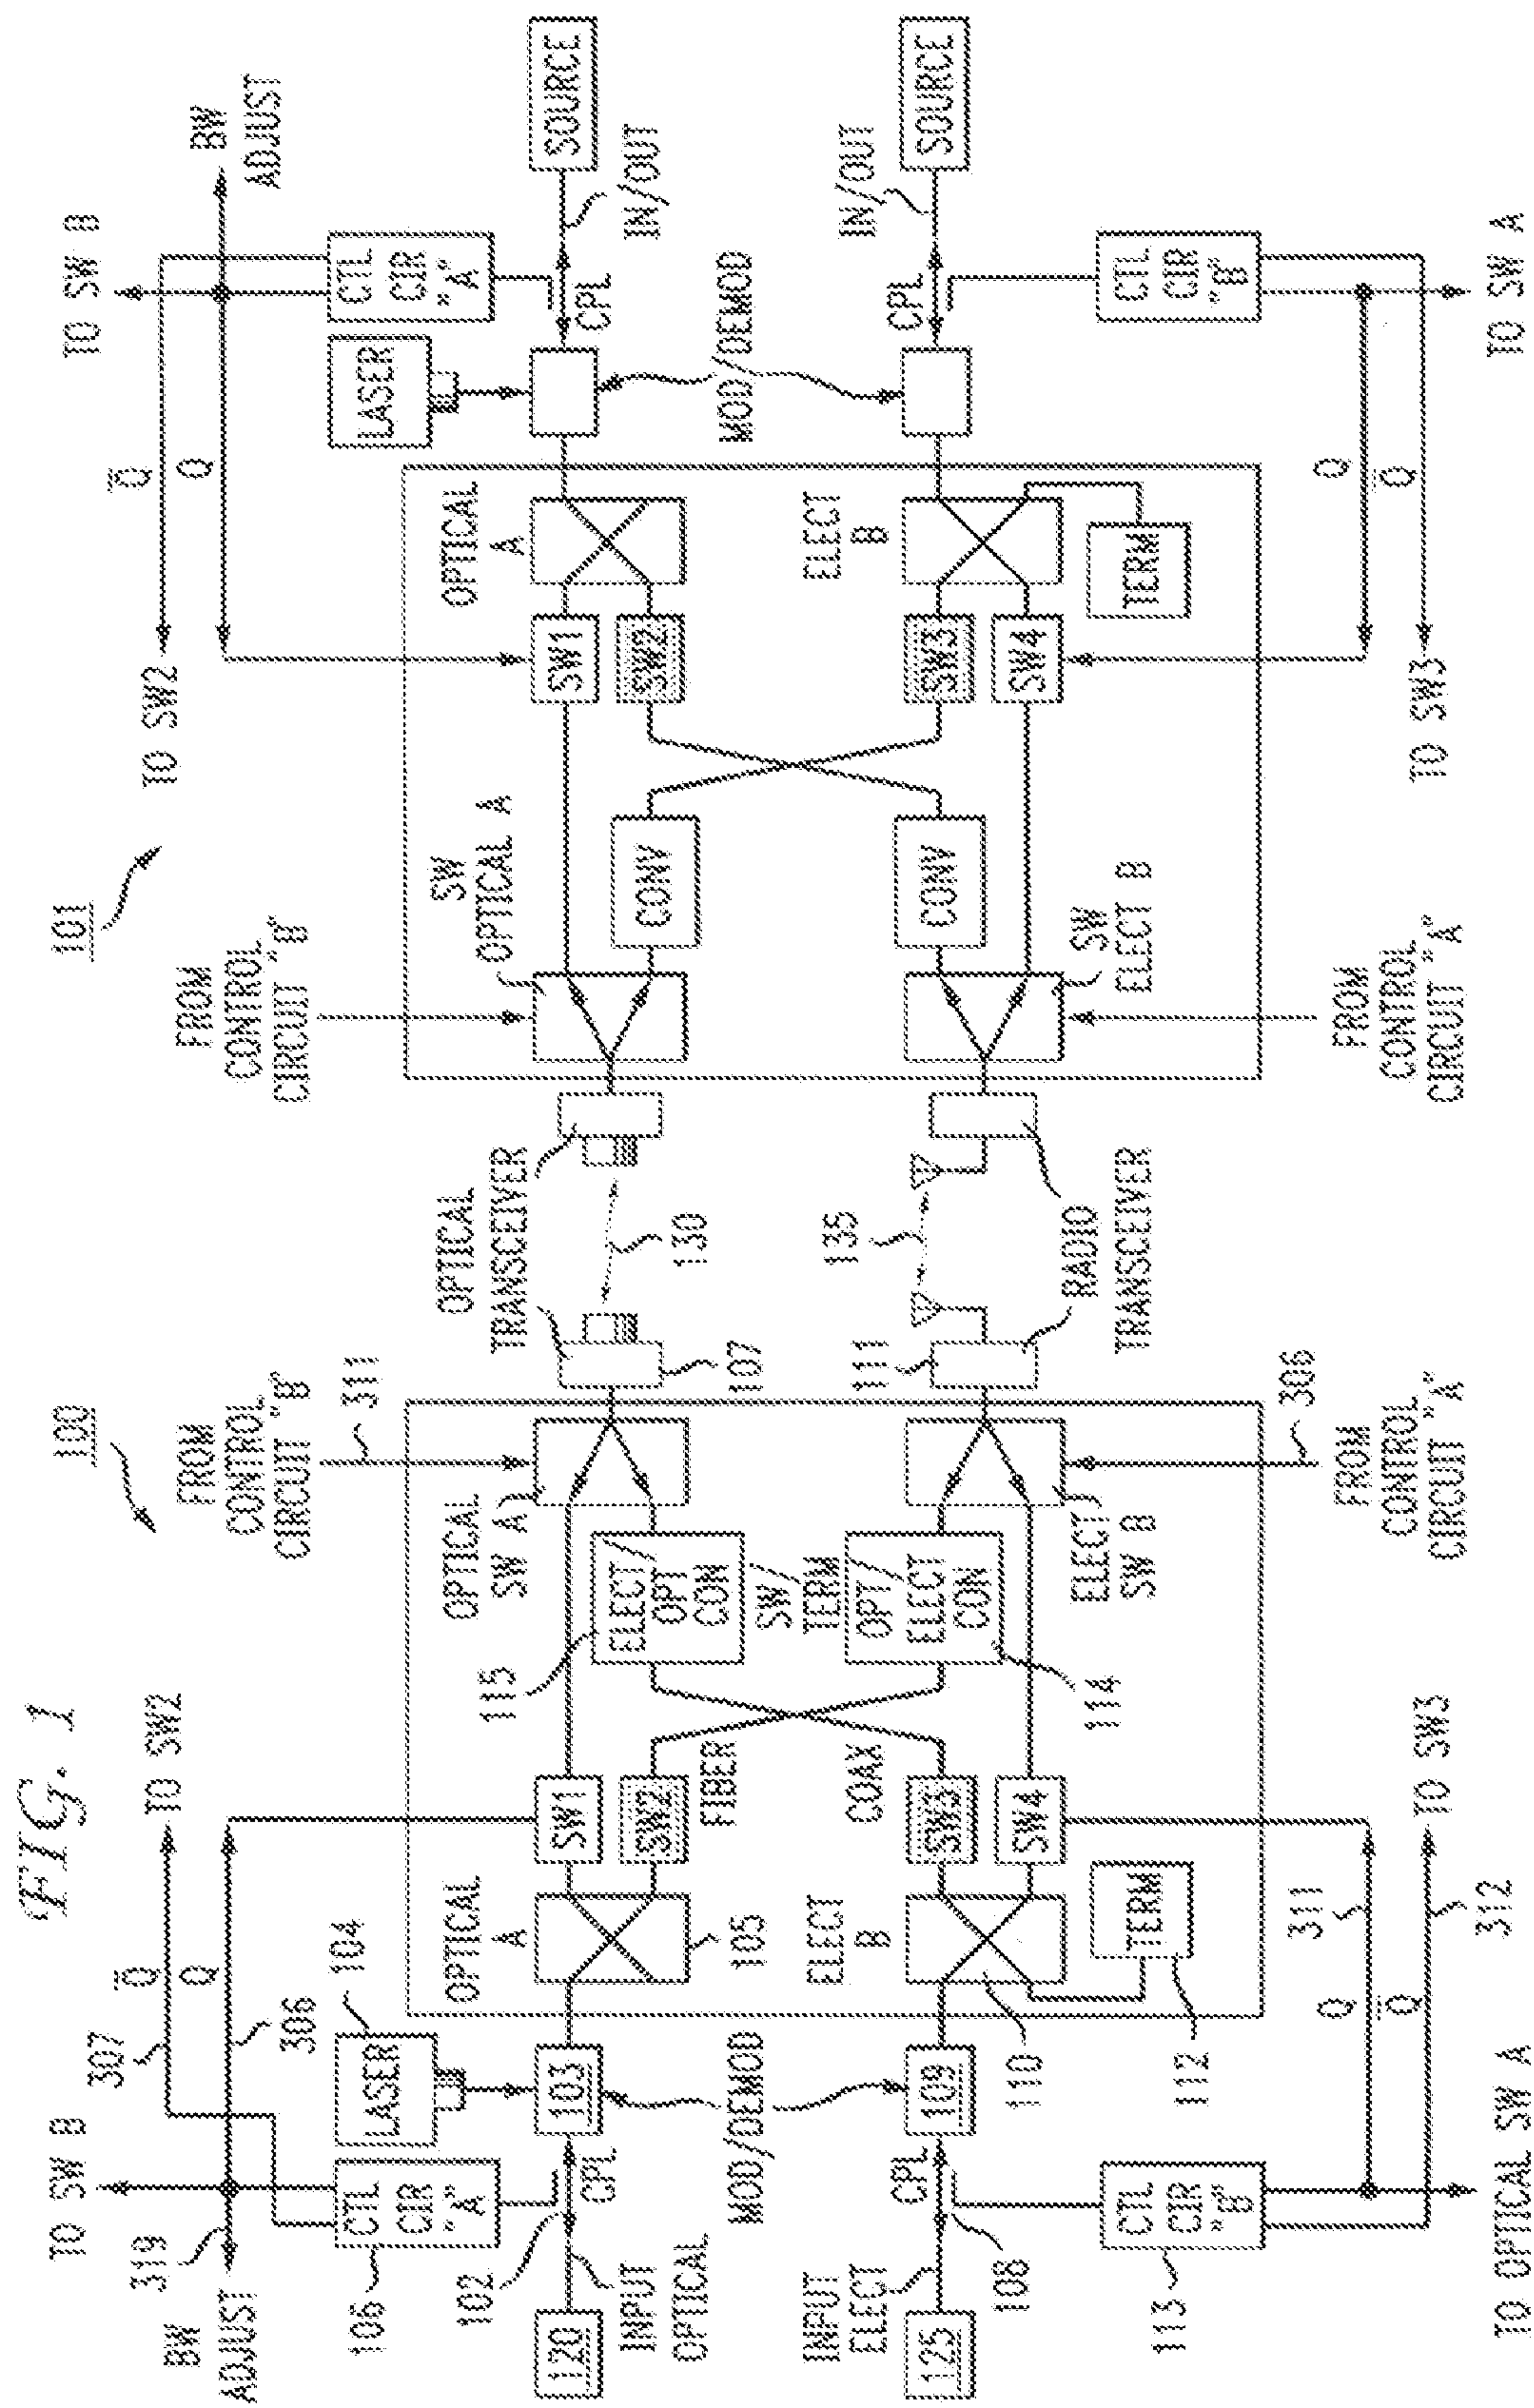 FIG. 1
100
101
TO SW B
319
BW
ADJUST
307
306
Q̄
Q
TO SW2
106
CTL
CIR
"A"
LASER
104
102
CPL
120
INPUT
OPTICAL
103
MOD/DEMOD
OPTICAL
A
105
SW1
SW2
FIBER
115
ELECT/
OPT
CON
SW
TERM
OPTICAL
SW A
FROM
CONTROL
CIRCUIT "B"
311
107
OPTICAL
TRANSCEIVER
130
INPUT
ELECT
125
CPL
108
109
110
ELECT
B
TERM
112
SW3
SW4
COAX
OPT/
ELECT
CON
114
ELECT
SW B
111
135
RADIO
TRANSCEIVER
306
FROM
CONTROL
CIRCUIT "A"
113
CTL
CIR
"B"
Q
311
Q̄
312
TO SW3
TO OPTICAL SW A
FROM
CONTROL
CIRCUIT "B"
SW
OPTICAL A
CONV
SW1
SW2
OPTICAL
A
TO SW2
Q̄
Q
TO SW B
BW
ADJUST
LASER
CTL
CIR
"A"
CPL
IN/OUT
SOURCE
MOD/DEMOD
CONV
SW
ELECT B
SW3
SW4
ELECT
B
TERM
CPL
IN/OUT
SOURCE
CTL
CIR
"B"
FROM
CONTROL
CIRCUIT "A"
TO SW3
Q
Q̄
TO SW A